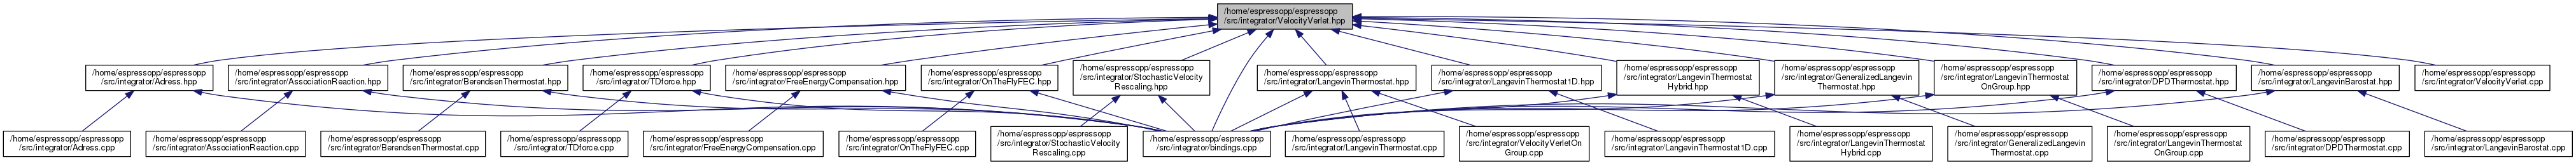 /home/espressopp/espressopp
/src/integrator/VelocityVerlet.hpp
/home/espressopp/espressopp
/src/integrator/Adress.hpp
/home/espressopp/espressopp
/src/integrator/AssociationReaction.hpp
/home/espressopp/espressopp
/src/integrator/BerendsenThermostat.hpp
/home/espressopp/espressopp
/src/integrator/TDforce.hpp
/home/espressopp/espressopp
/src/integrator/FreeEnergyCompensation.hpp
/home/espressopp/espressopp
/src/integrator/OnTheFlyFEC.hpp
/home/espressopp/espressopp
/src/integrator/StochasticVelocity
Rescaling.hpp
/home/espressopp/espressopp
/src/integrator/LangevinThermostat.hpp
/home/espressopp/espressopp
/src/integrator/LangevinThermostat1D.hpp
/home/espressopp/espressopp
/src/integrator/LangevinThermostat
Hybrid.hpp
/home/espressopp/espressopp
/src/integrator/GeneralizedLangevin
Thermostat.hpp
/home/espressopp/espressopp
/src/integrator/LangevinThermostat
OnGroup.hpp
/home/espressopp/espressopp
/src/integrator/DPDThermostat.hpp
/home/espressopp/espressopp
/src/integrator/LangevinBarostat.hpp
/home/espressopp/espressopp
/src/integrator/VelocityVerlet.cpp
/home/espressopp/espressopp
/src/integrator/Adress.cpp
/home/espressopp/espressopp
/src/integrator/AssociationReaction.cpp
/home/espressopp/espressopp
/src/integrator/BerendsenThermostat.cpp
/home/espressopp/espressopp
/src/integrator/TDforce.cpp
/home/espressopp/espressopp
/src/integrator/FreeEnergyCompensation.cpp
/home/espressopp/espressopp
/src/integrator/OnTheFlyFEC.cpp
/home/espressopp/espressopp
/src/integrator/StochasticVelocity
Rescaling.cpp
/home/espressopp/espressopp
/src/integrator/bindings.cpp
/home/espressopp/espressopp
/src/integrator/LangevinThermostat.cpp
/home/espressopp/espressopp
/src/integrator/VelocityVerletOn
Group.cpp
/home/espressopp/espressopp
/src/integrator/LangevinThermostat1D.cpp
/home/espressopp/espressopp
/src/integrator/LangevinThermostat
Hybrid.cpp
/home/espressopp/espressopp
/src/integrator/GeneralizedLangevin
Thermostat.cpp
/home/espressopp/espressopp
/src/integrator/LangevinThermostat
OnGroup.cpp
/home/espressopp/espressopp
/src/integrator/DPDThermostat.cpp
/home/espressopp/espressopp
/src/integrator/LangevinBarostat.cpp